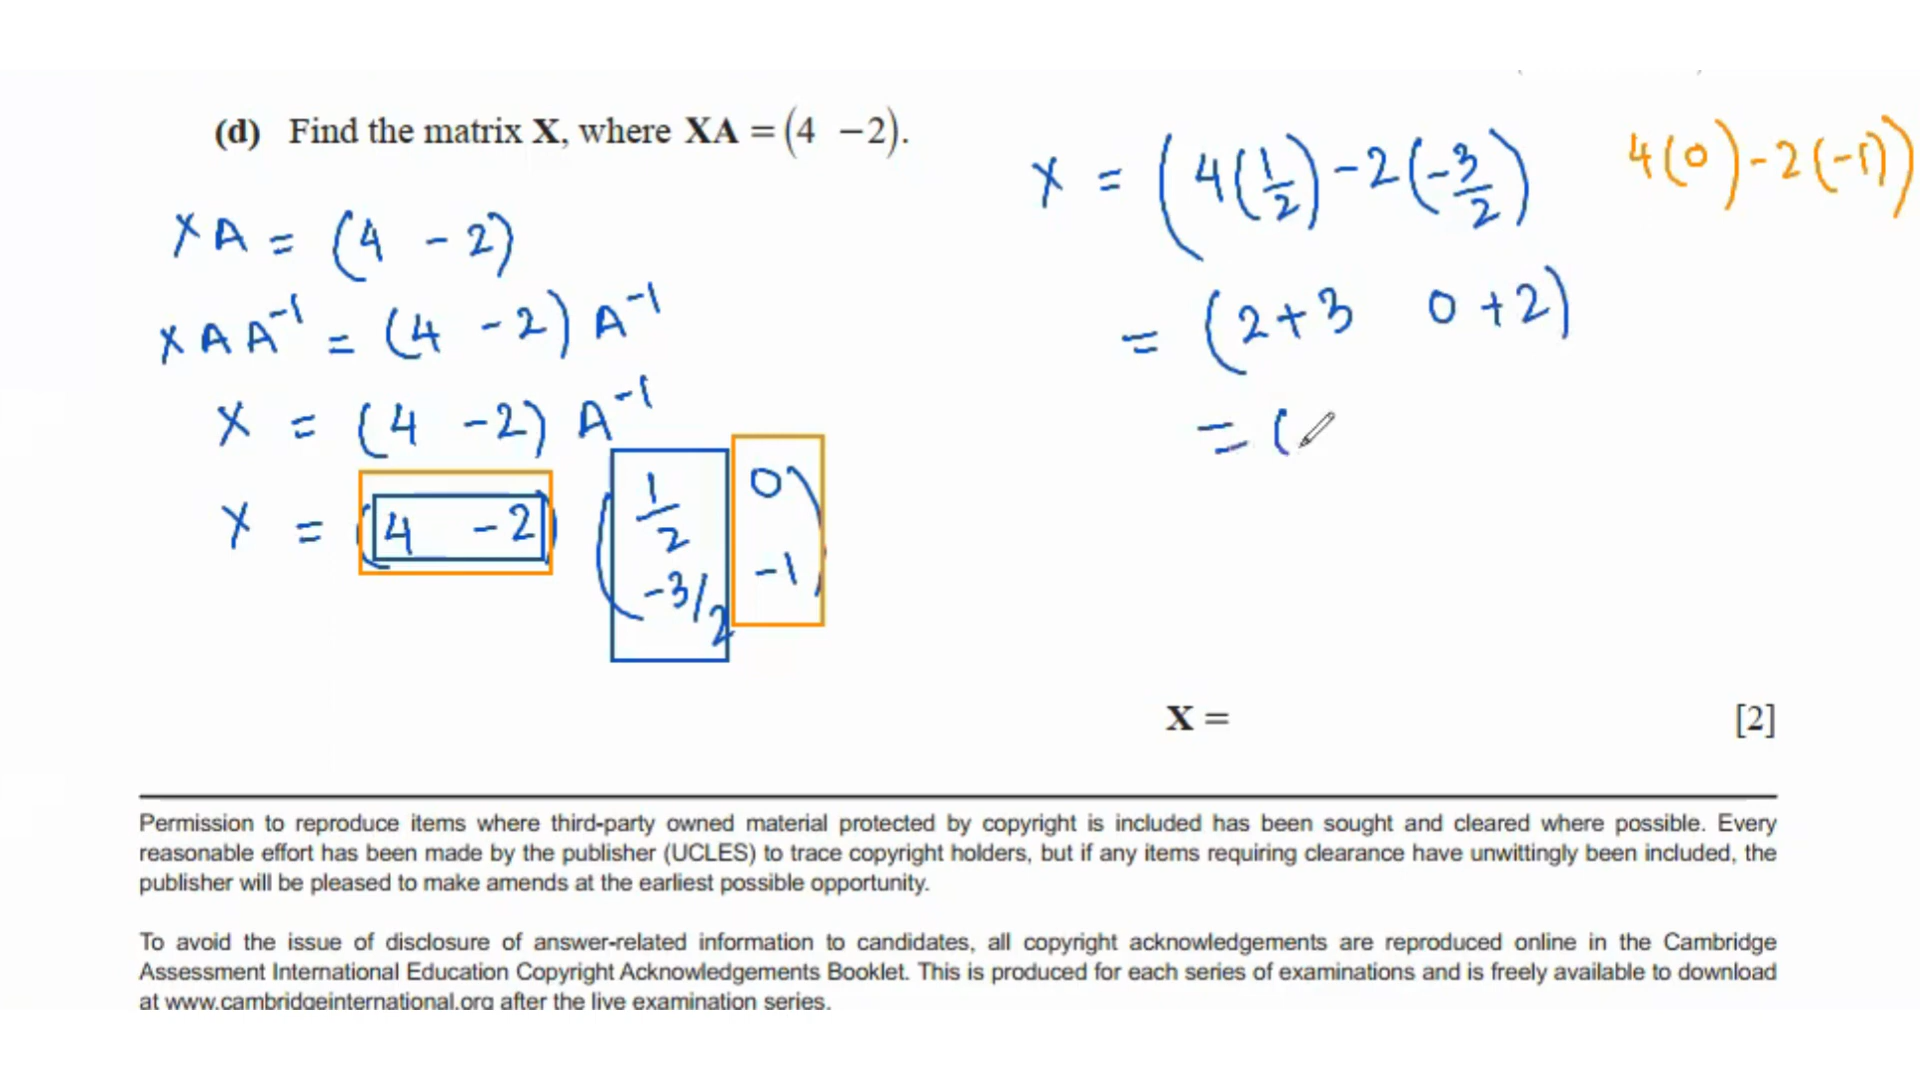 (d) Find the matrix X, where XA = (4 −2).
XA = (4 -2)
XAA⁻¹ = (4 -2) A⁻¹
X = (4 -2) A⁻¹
X = (4 -2) (1/2 0
-3/2 -1)
X = (4(1/2) -2(-3/2) 4(0) -2(-1))
= (2+3 0+2)
= (
X = [2]
Permission to reproduce items where third-party owned material protected by copyright is included has been sought and cleared where possible. Every
reasonable effort has been made by the publisher (UCLES) to trace copyright holders, but if any items requiring clearance have unwittingly been included, the
publisher will be pleased to make amends at the earliest possible opportunity.
To avoid the issue of disclosure of answer-related information to candidates, all copyright acknowledgements are reproduced online in the Cambridge
Assessment International Education Copyright Acknowledgements Booklet. This is produced for each series of examinations and is freely available to download
at www.cambridgeinternational.org after the live examination series.